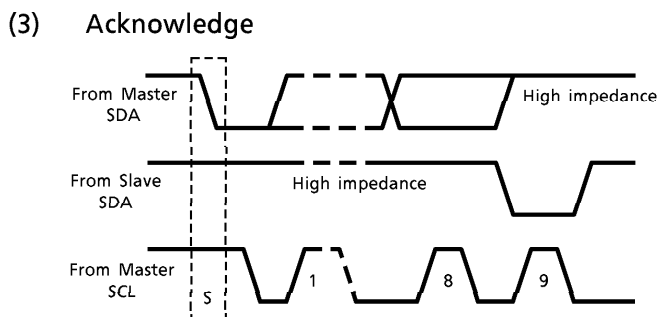 (3) Acknowledge
From Master
SDA
High impedance
From Slave
SDA
High impedance
From Master
SCL
S
1
8
9